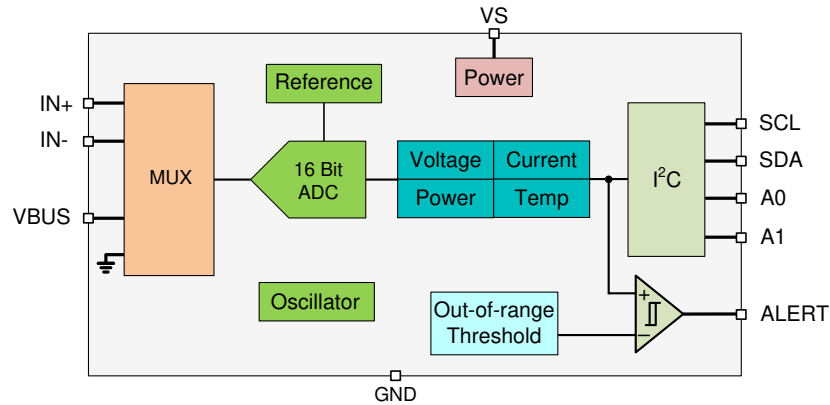 VS
Power
Reference
IN+
IN-
VBUS
MUX
16 Bit
ADC
Voltage
Current
Power
Temp
I²C
SCL
SDA
A0
A1
Oscillator
Out-of-range
Threshold
+
−
ALERT
GND